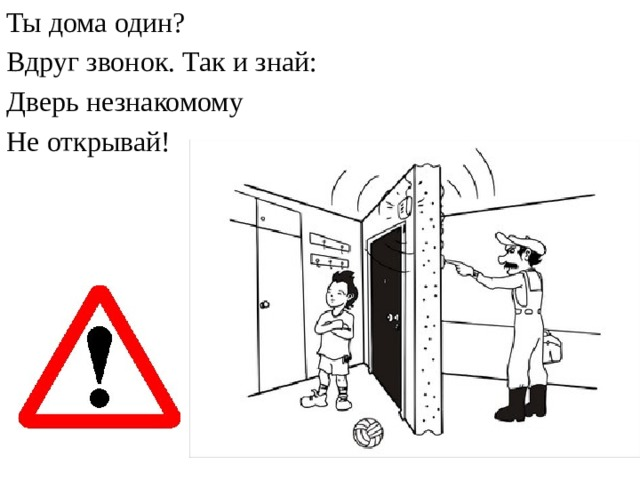 Ты дома один?
Вдруг звонок. Так и знай:
Дверь незнакомому
Не открывай!